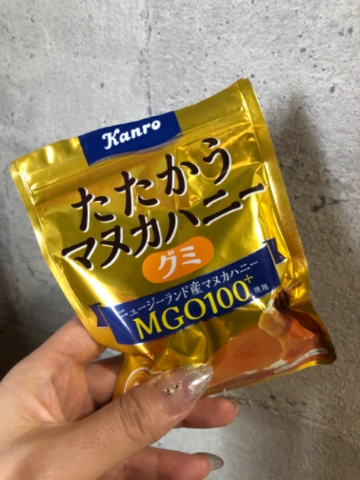 Kanro
たたかう
マヌカハニー
グミ
ニュージーランド産マヌカハニー
MGO100+
使用